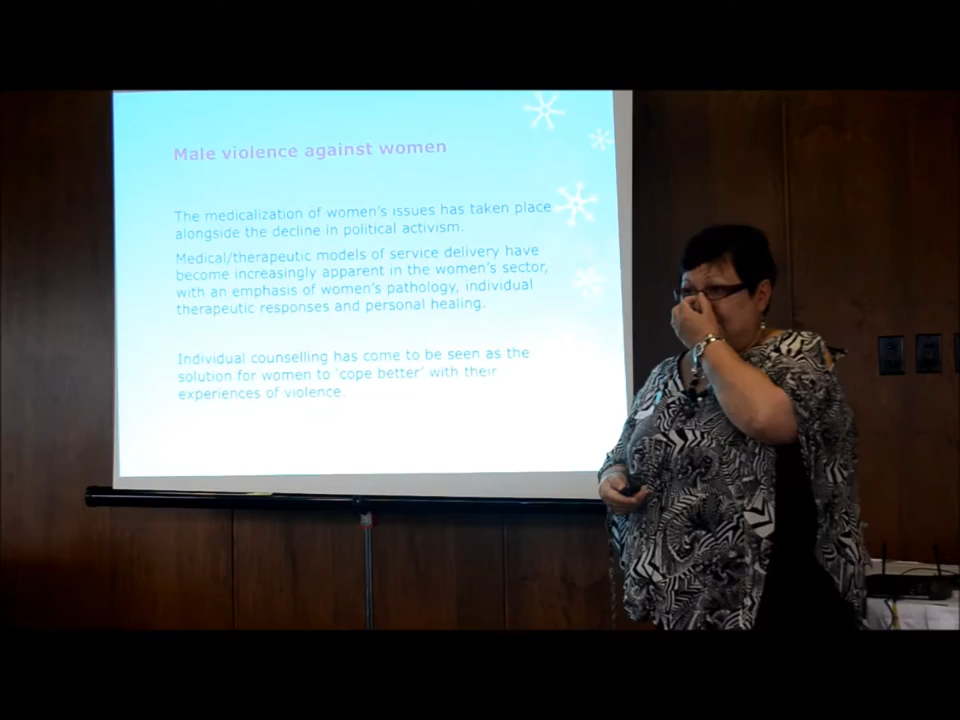 Male violence against women
The medicalization of women's issues has taken place
alongside the decline in political activism.
Medical/therapeutic models of service delivery have
become increasingly apparent in the women's sector,
with an emphasis of women's pathology, individual
therapeutic responses and personal healing.
Individual counselling has come to be seen as the
solution for women to 'cope better' with their
experiences of violence.